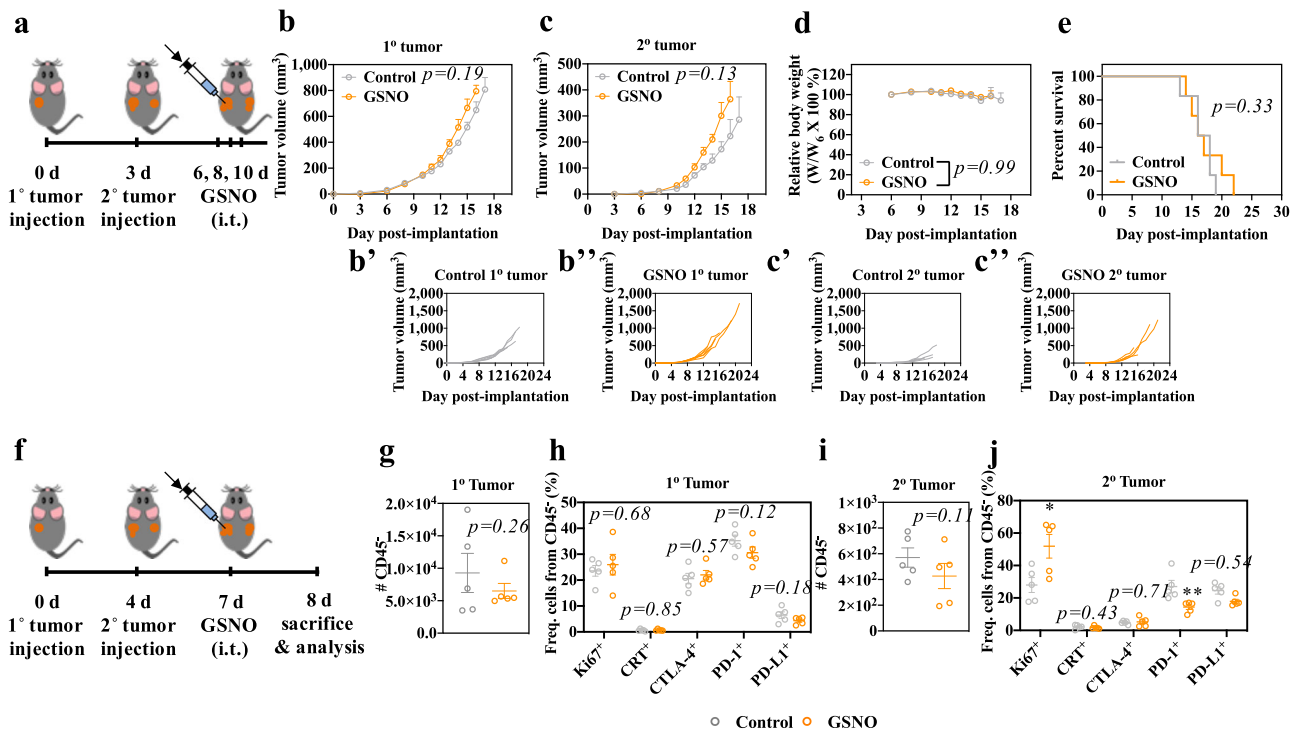 a
0 d
1° tumor
injection
3 d
2° tumor
injection
6, 8, 10 d
GSNO
(i.t.)
b
1º tumor
Tumor volume (mm³)
1,000
800
600
400
200
0
Control
GSNO
p=0.19
0 3 6 9 12 15 18
Day post-implantation
c
2º tumor
Tumor volume (mm³)
500
400
300
200
100
0
Control
GSNO
p=0.13
0 3 6 9 12 15 18
Day post-implantation
d
Relative body weight
(W/W₆ X 100 %)
120
100
80
60
40
20
0
Control
GSNO
p=0.99
3 6 9 12 15 18
Day post-implantation
e
Percent survival
100
80
60
40
20
0
p=0.33
Control
GSNO
0 5 10 15 20 25 30
Day post-implantation
b’
Control 1º tumor
Tumor volume (mm³)
2,000
1,500
1,000
500
0
0 4 8 12 16 20 24
Day post-implantation
b’’
GSNO 1º tumor
Tumor volume (mm³)
2,000
1,500
1,000
500
0
0 4 8 12 16 20 24
Day post-implantation
c’
Control 2º tumor
Tumor volume (mm³)
2,000
1,500
1,000
500
0
0 4 8 12 16 20 24
Day post-implantation
c’’
GSNO 2º tumor
Tumor volume (mm³)
2,000
1,500
1,000
500
0
0 4 8 12 16 20 24
Day post-implantation
f
0 d
1° tumor
injection
4 d
2° tumor
injection
7 d
GSNO
(i.t.)
8 d
sacrifice
& analysis
g
1º Tumor
# CD45⁻
2.0×10⁴
1.5×10⁴
1.0×10⁴
5.0×10³
0.0
p=0.26
h
1º Tumor
Freq. cells from CD45⁻ (%)
50
40
30
20
10
0
p=0.68
p=0.85
p=0.57
p=0.12
p=0.18
Ki67⁺
CRT⁺
CTLA-4⁺
PD-1⁺
PD-L1⁺
i
2º Tumor
# CD45⁻
1×10³
8×10²
6×10²
4×10²
2×10²
0
p=0.11
j
2º Tumor
Freq. cells from CD45⁻ (%)
80
60
40
20
0
*
p=0.43
p=0.71
**
p=0.54
Ki67⁺
CRT⁺
CTLA-4⁺
PD-1⁺
PD-L1⁺
Control GSNO